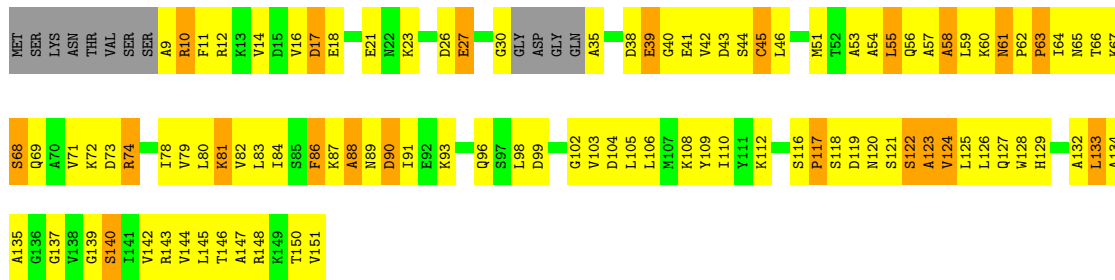 MET SER LYS ASN THR VAL SER SER A9 R10 F11 R12 K13 V14 D15 V16 D17 E18 E21 N22 K23 D26 E27 G30 GLY ASP GLY GLN A35 D38 E39 G40 E41 V42 D43 S44 C45 L46 M51 T52 A53 A54 L55 Q56 A57 A58 L59 K60 N61 P62 P63 I64 N65 T66 K67
S68 Q69 A70 V71 K72 D73 R74 I78 V79 L80 K81 V82 L83 I84 S85 F86 K87 A88 N89 D90 I91 E92 K93 Q96 S97 L98 D99 G102 V103 D104 L105 L106 M107 K108 Y109 I110 Y111 K112 S116 P117 S118 D119 N120 S121 S122 A123 V124 L125 L126 Q127 W128 H129 A132 L133 A134
A135 G136 G137 V138 G139 S140 I141 V142 R143 V144 L145 T146 A147 R148 K149 T150 V151